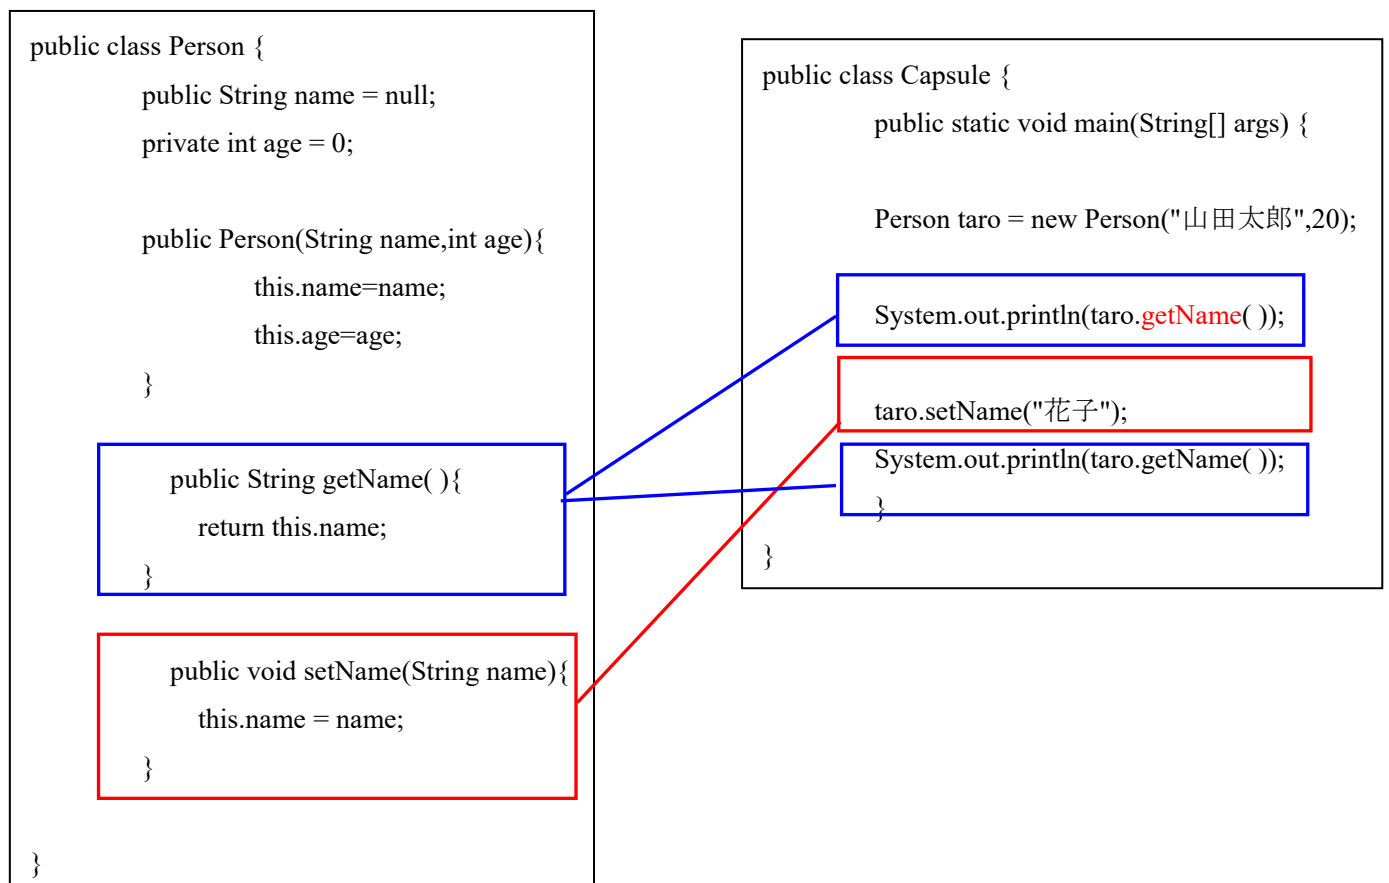 public class Person {
public String name = null;
private int age = 0;
public Person(String name,int age){
this.name=name;
this.age=age;
}
public String getName( ){
return this.name;
}
public void setName(String name){
this.name = name;
}
}
public class Capsule {
public static void main(String[] args) {
Person taro = new Person("山田太郎",20);
System.out.println(taro.getName( ));
taro.setName("花子");
System.out.println(taro.getName( ));
}
}